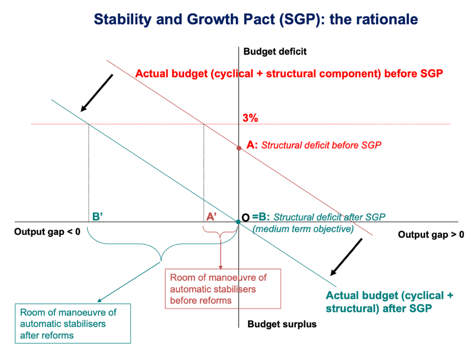 Stability and Growth Pact (SGP): the rationale
Budget deficit
Actual budget (cyclical + structural component) before SGP
3%
A: Structural deficit before SGP
B’
A’
O =B: Structural deficit after SGP
(medium term objective)
Output gap < 0
Output gap > 0
Room of manoeuvre of
automatic stabilisers
before reforms
Actual budget (cyclical +
structural) after SGP
Room of manoeuvre of
automatic stabilisers
after reforms
Budget surplus